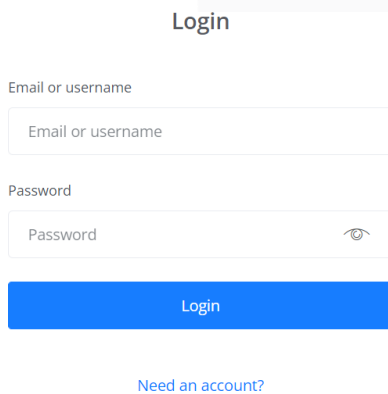 Login
Email or username
Email or username
Password
Password
Login
Need an account?